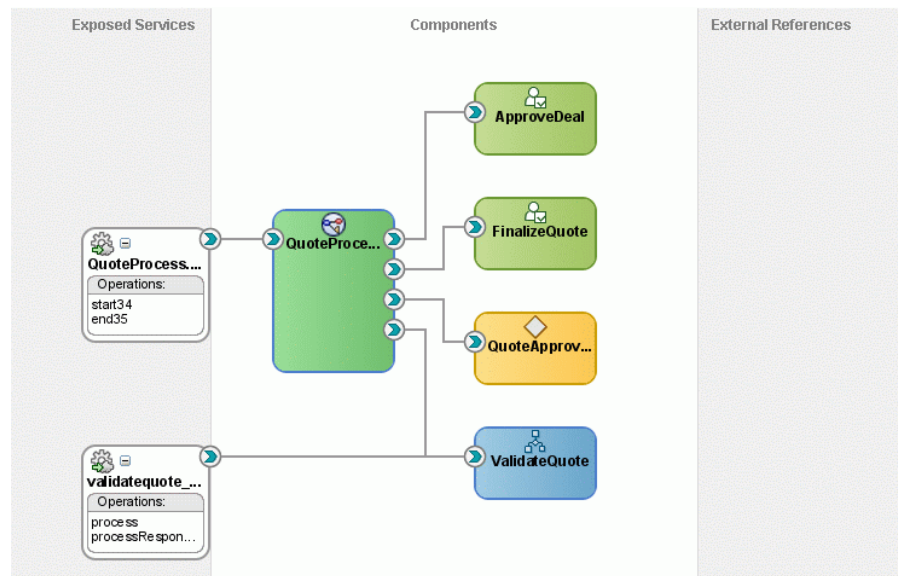 Exposed Services
Components
External References
ApproveDeal
FinalizeQuote
QuoteProce...
QuoteProcess....
Operations:
start34
end35
QuoteApprov...
ValidateQuote
validatequote_...
Operations:
process
processRespon...